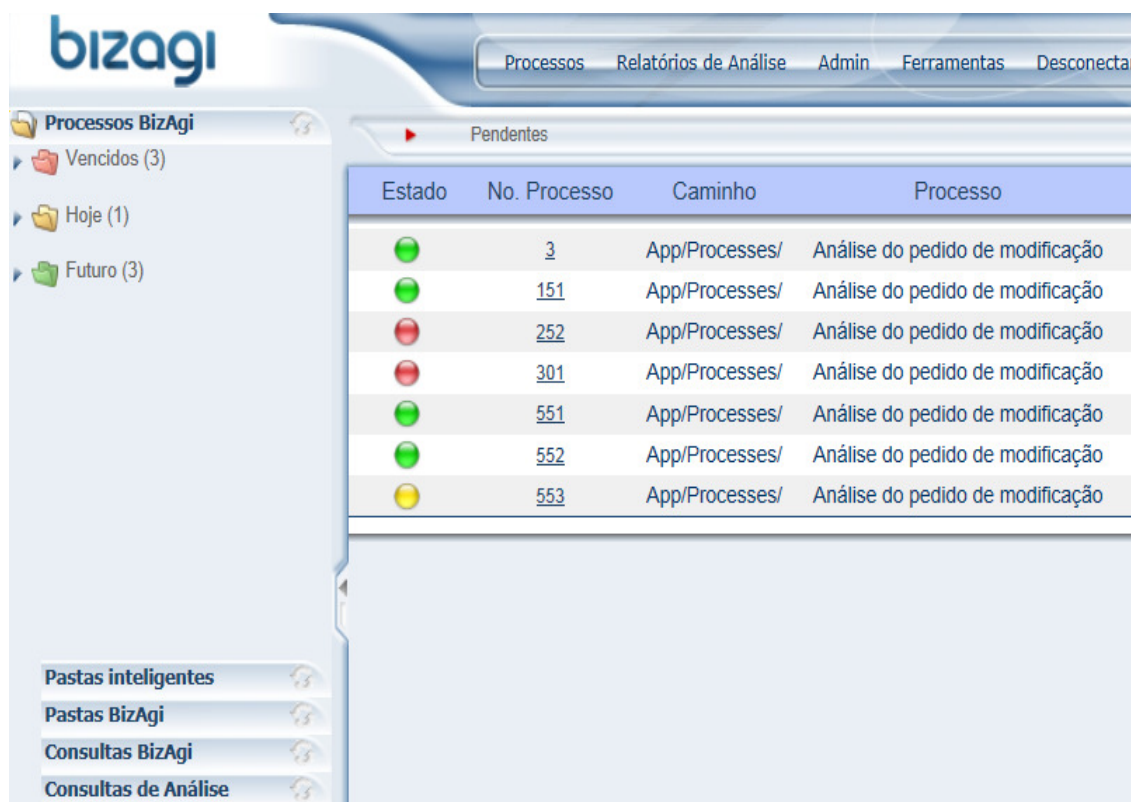 bizagi
Processos Relatórios de Análise Admin Ferramentas Desconectar
Processos BizAgi
Vencidos (3)
Hoje (1)
Futuro (3)
Pendentes
Estado No. Processo Caminho Processo
3 App/Processes/ Análise do pedido de modificação
151 App/Processes/ Análise do pedido de modificação
252 App/Processes/ Análise do pedido de modificação
301 App/Processes/ Análise do pedido de modificação
551 App/Processes/ Análise do pedido de modificação
552 App/Processes/ Análise do pedido de modificação
553 App/Processes/ Análise do pedido de modificação
Pastas inteligentes
Pastas BizAgi
Consultas BizAgi
Consultas de Análise